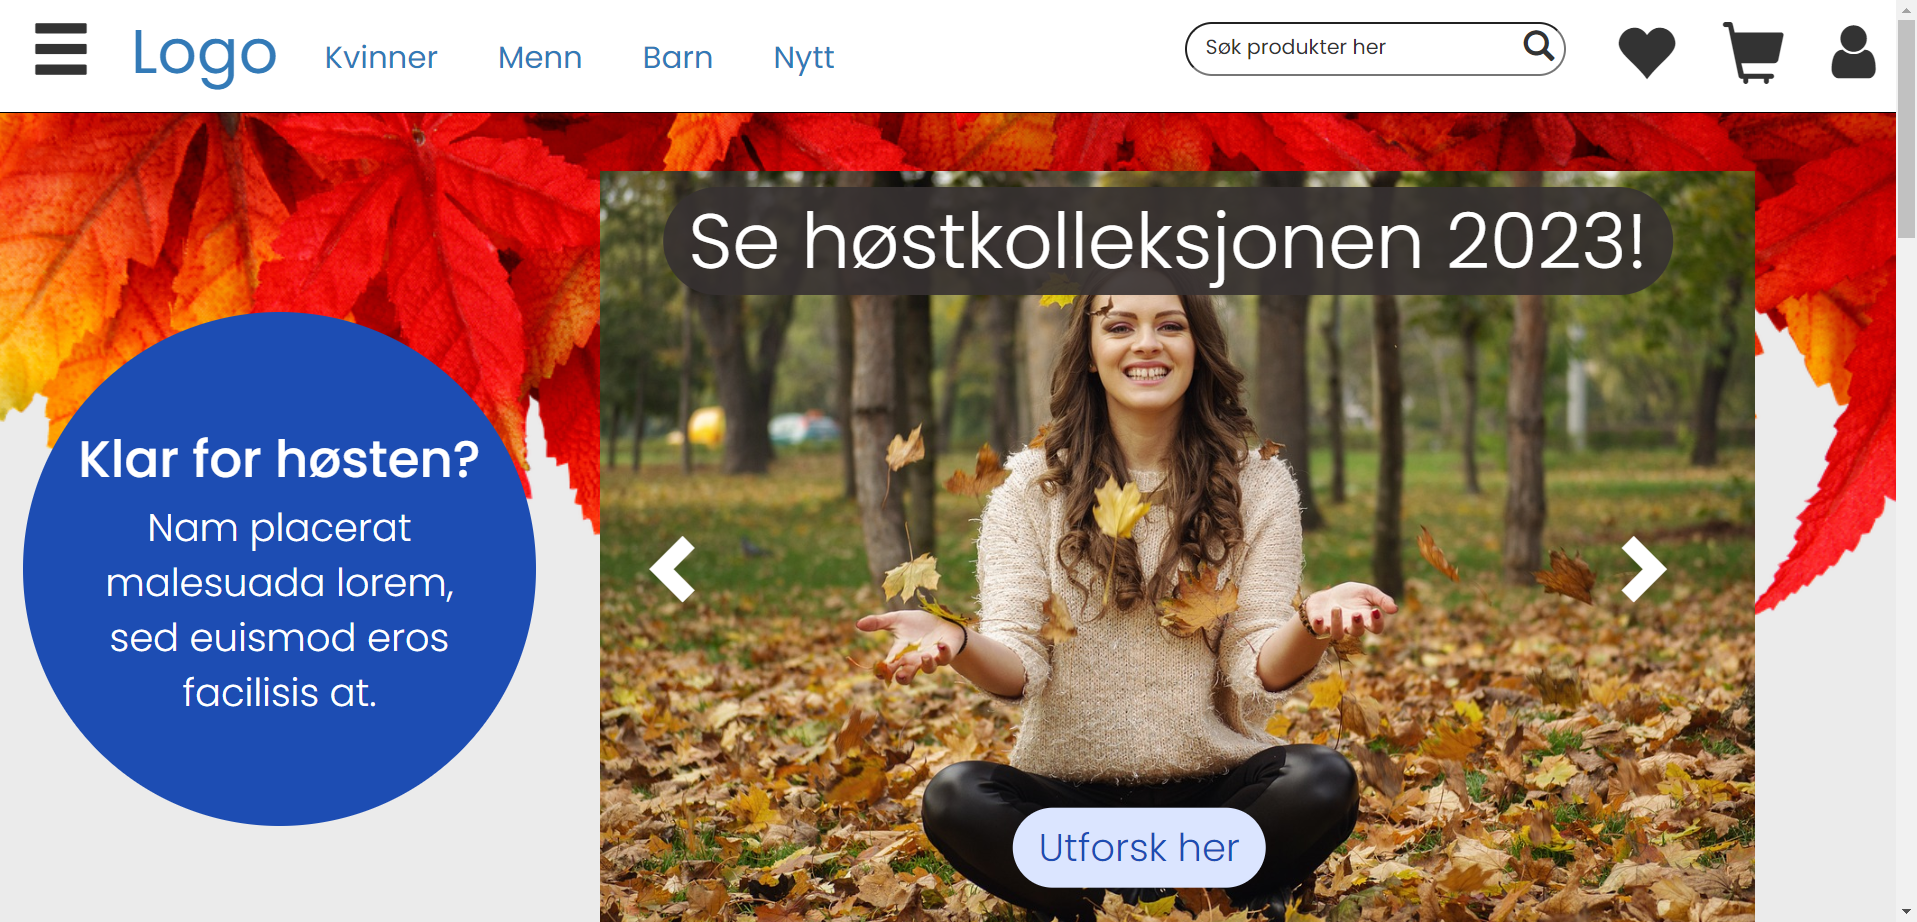 Logo
Kvinner
Menn
Barn
Nytt
Søk produkter her
Se høstkolleksjonen 2023!
Klar for høsten?
Nam placerat
malesuada lorem,
sed euismod eros
facilisis at.
Utforsk her